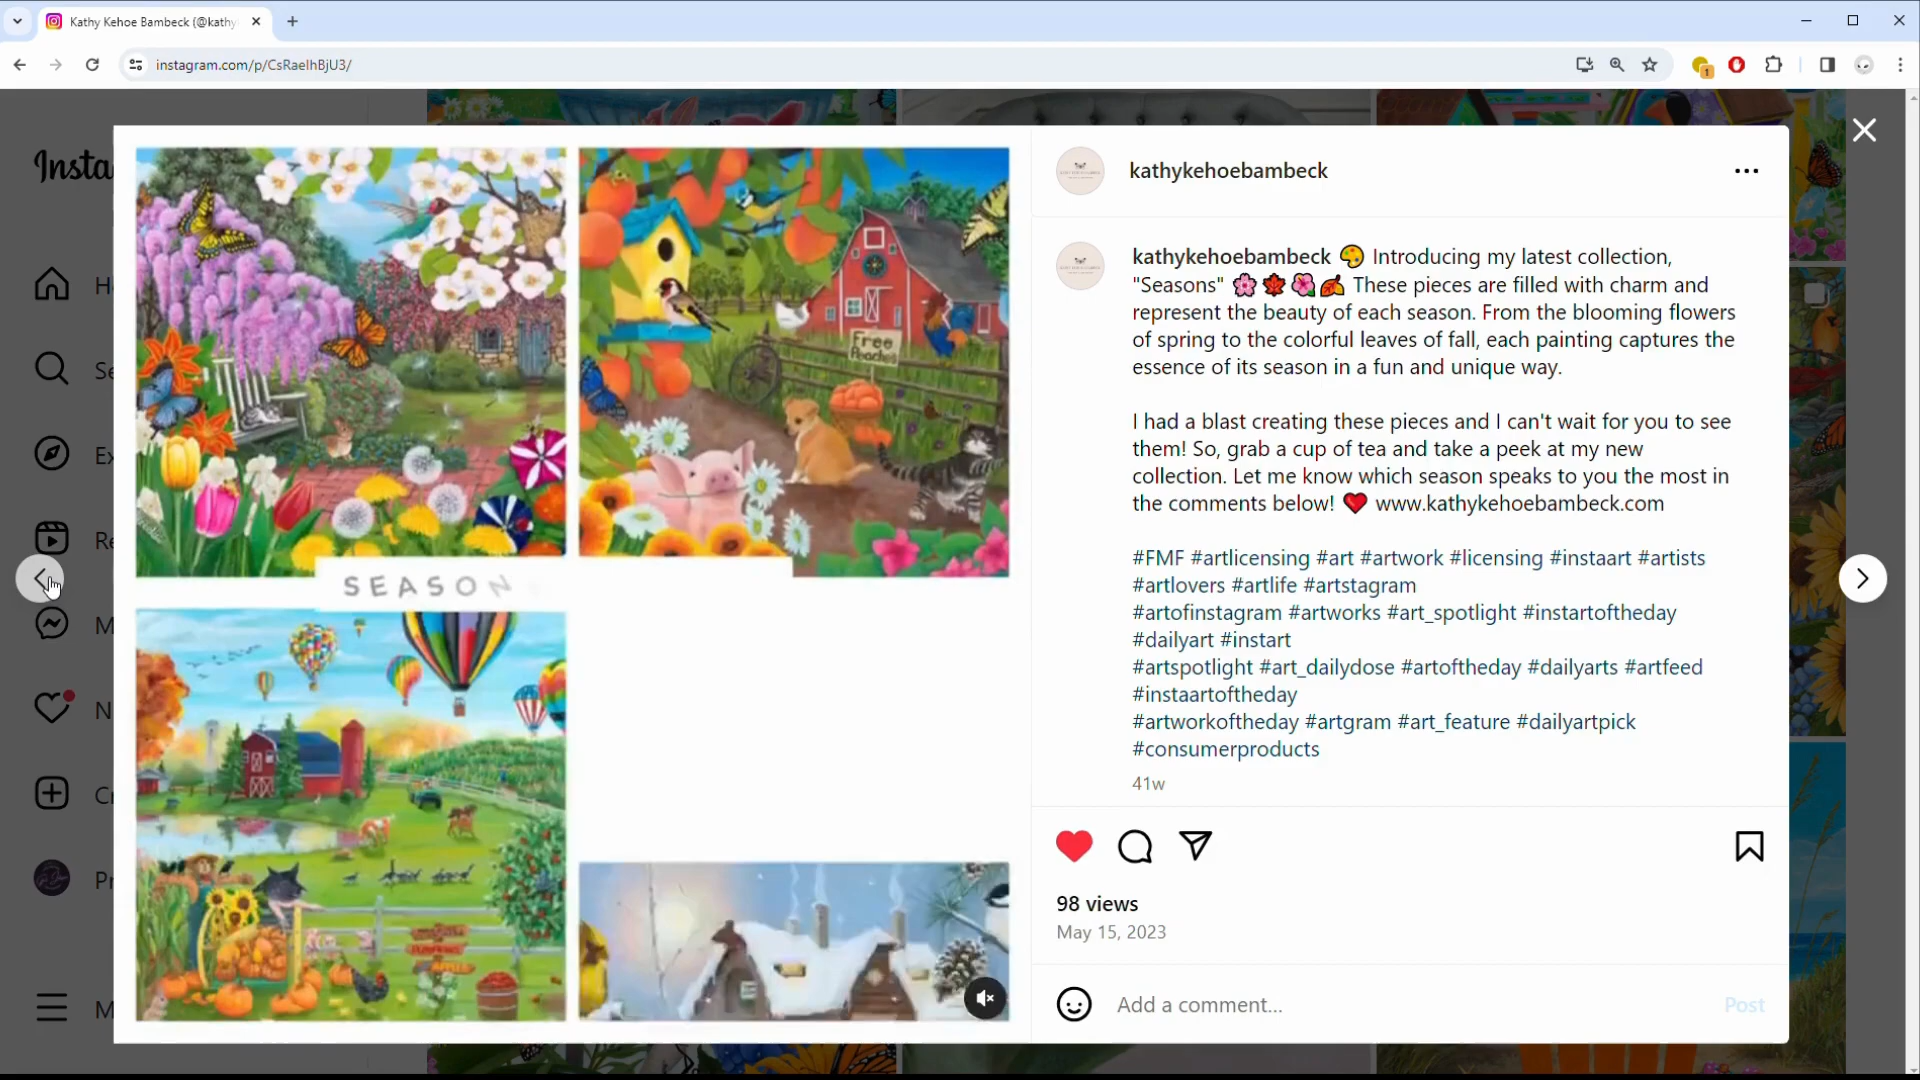 Kathy Kehoe Bambeck (@kathy
instagram.com/p/CsRaelhBjU3/
1
Insta
kathykehoebambeck
kathykehoebambeck 🎨 Introducing my latest collection,
"Seasons" 🌸🍁🌺🍂 These pieces are filled with charm and
represent the beauty of each season. From the blooming flowers
of spring to the colorful leaves of fall, each painting captures the
essence of its season in a fun and unique way.
I had a blast creating these pieces and I can't wait for you to see
them! So, grab a cup of tea and take a peek at my new
collection. Let me know which season speaks to you the most in
the comments below! ❤️ www.kathykehoebambeck.com
#FMF #artlicensing #art #artwork #licensing #instaart #artists
#artlovers #artlife #artstagram
#artofinstagram #artworks #art_spotlight #instartoftheday
#dailyart #instart
#artspotlight #art_dailydose #artoftheday #dailyarts #artfeed
#instaartoftheday
#artworkoftheday #artgram #art_feature #dailyartpick
#consumerproducts
41w
98 views
May 15, 2023
Add a comment...
Post
Free
Peaches
SEASON
PUMPKINS
APPLES
H
Se
Ex
Re
M
N
Cr
Pr
M